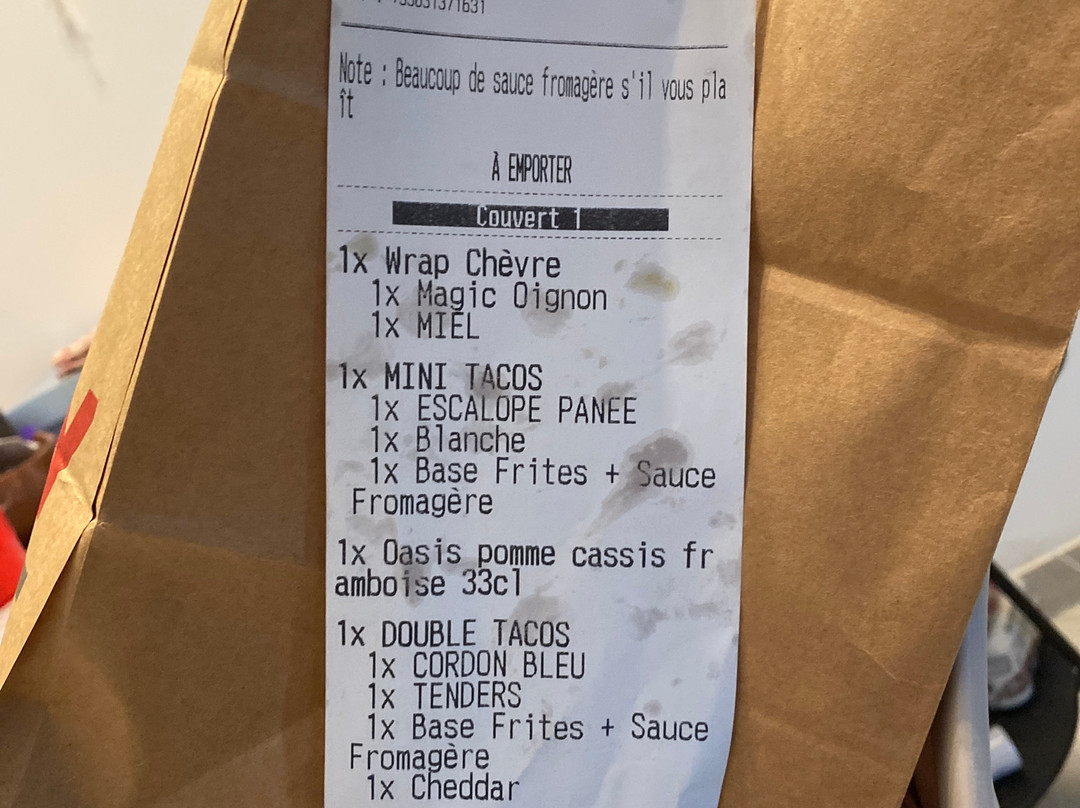 Note : Beaucoup de sauce fromagère s'il vous pla
ît
À EMPORTER
Couvert 1
1x Wrap Chèvre
1x Magic Oignon
1x MIEL
1x MINI TACOS
1x ESCALOPE PANEE
1x Blanche
1x Base Frites + Sauce
Fromagère
1x Oasis pomme cassis fr
amboise 33cl
1x DOUBLE TACOS
1x CORDON BLEU
1x TENDERS
1x Base Frites + Sauce
Fromagère
1x Cheddar